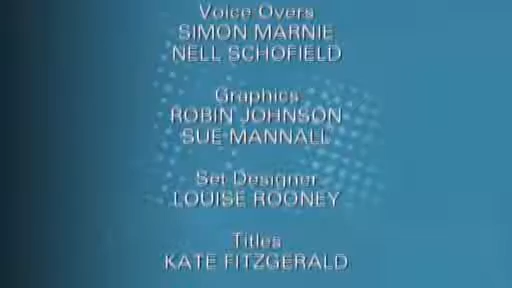 Voice Overs
SIMON MARNIE
NELL SCHOFIELD
Graphics
ROBIN JOHNSON
SUE MANNALL
Set Designer
LOUISE ROONEY
Titles
KATE FITZGERALD